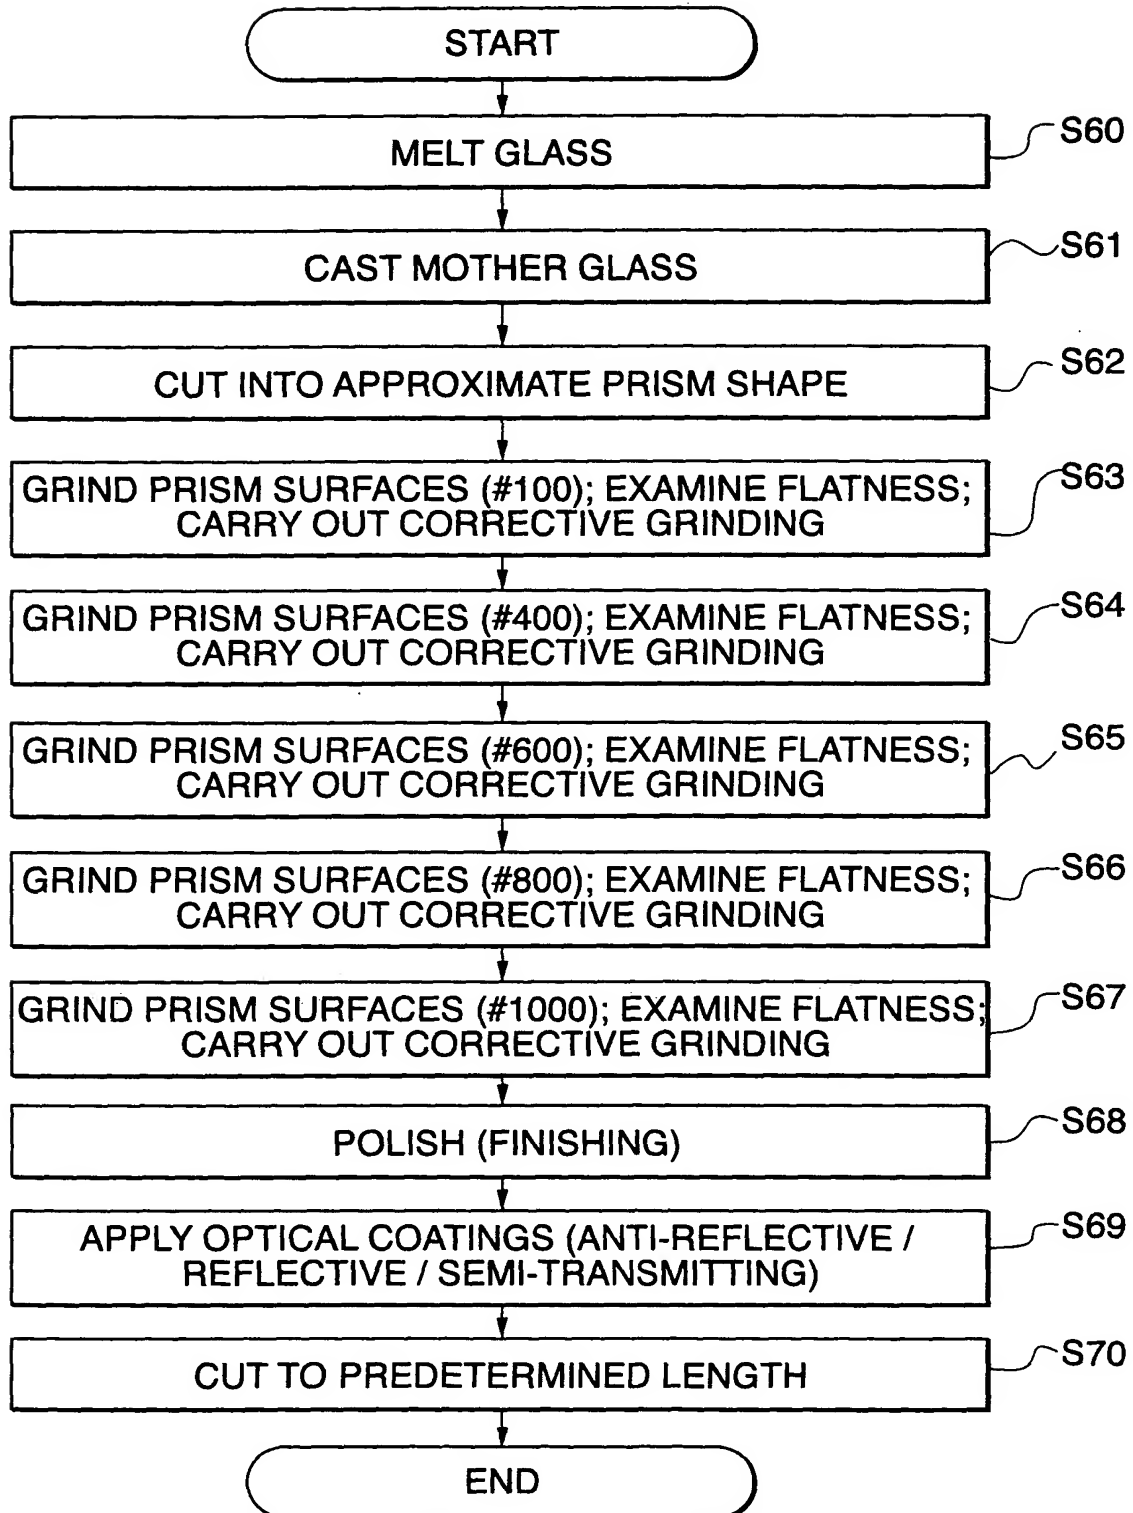 START
MELT GLASS
S60
CAST MOTHER GLASS
S61
CUT INTO APPROXIMATE PRISM SHAPE
S62
GRIND PRISM SURFACES (#100); EXAMINE FLATNESS;
CARRY OUT CORRECTIVE GRINDING
S63
GRIND PRISM SURFACES (#400); EXAMINE FLATNESS;
CARRY OUT CORRECTIVE GRINDING
S64
GRIND PRISM SURFACES (#600); EXAMINE FLATNESS;
CARRY OUT CORRECTIVE GRINDING
S65
GRIND PRISM SURFACES (#800); EXAMINE FLATNESS;
CARRY OUT CORRECTIVE GRINDING
S66
GRIND PRISM SURFACES (#1000); EXAMINE FLATNESS;
CARRY OUT CORRECTIVE GRINDING
S67
POLISH (FINISHING)
S68
APPLY OPTICAL COATINGS (ANTI-REFLECTIVE /
REFLECTIVE / SEMI-TRANSMITTING)
S69
CUT TO PREDETERMINED LENGTH
S70
END